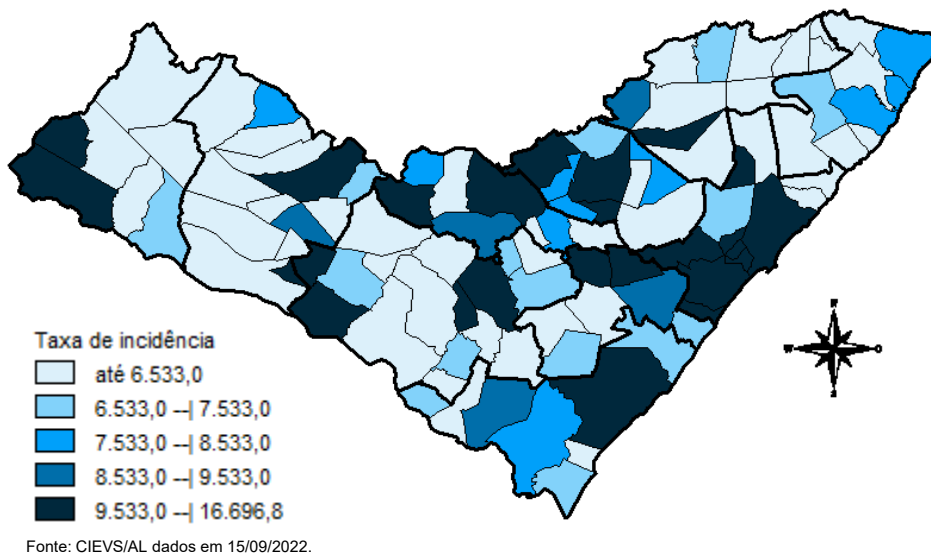 N
W O
S
Taxa de incidência
até 6.533,0
6.533,0 --| 7.533,0
7.533,0 --| 8.533,0
8.533,0 --| 9.533,0
9.533,0 --| 16.696,8
Fonte: CIEVS/AL dados em 15/09/2022.